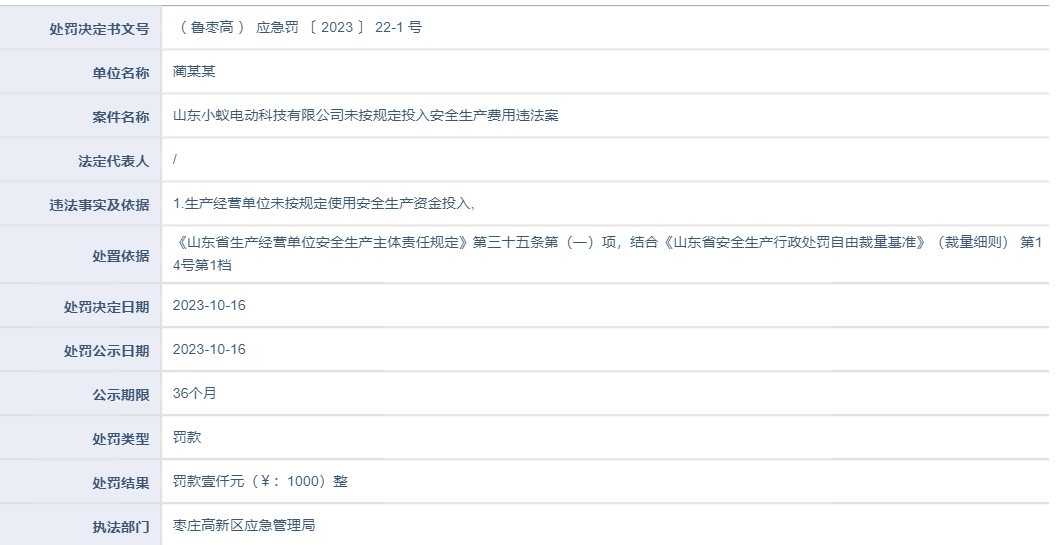 处罚决定书文号 （ 鲁枣高 ） 应急罚 〔 2023 〕 22-1 号
单位名称 蔺某某
案件名称 山东小蚁电动科技有限公司未按规定投入安全生产费用违法案
法定代表人 /
违法事实及依据 1.生产经营单位未按规定使用安全生产资金投入,
处置依据 《山东省生产经营单位安全生产主体责任规定》第三十五条第（一）项，结合《山东省安全生产行政处罚自由裁量基准》（裁量细则） 第1
4号第1档
处罚决定日期 2023-10-16
处罚公示日期 2023-10-16
公示期限 36个月
处罚类型 罚款
处罚结果 罚款壹仟元（￥：1000）整
执法部门 枣庄高新区应急管理局